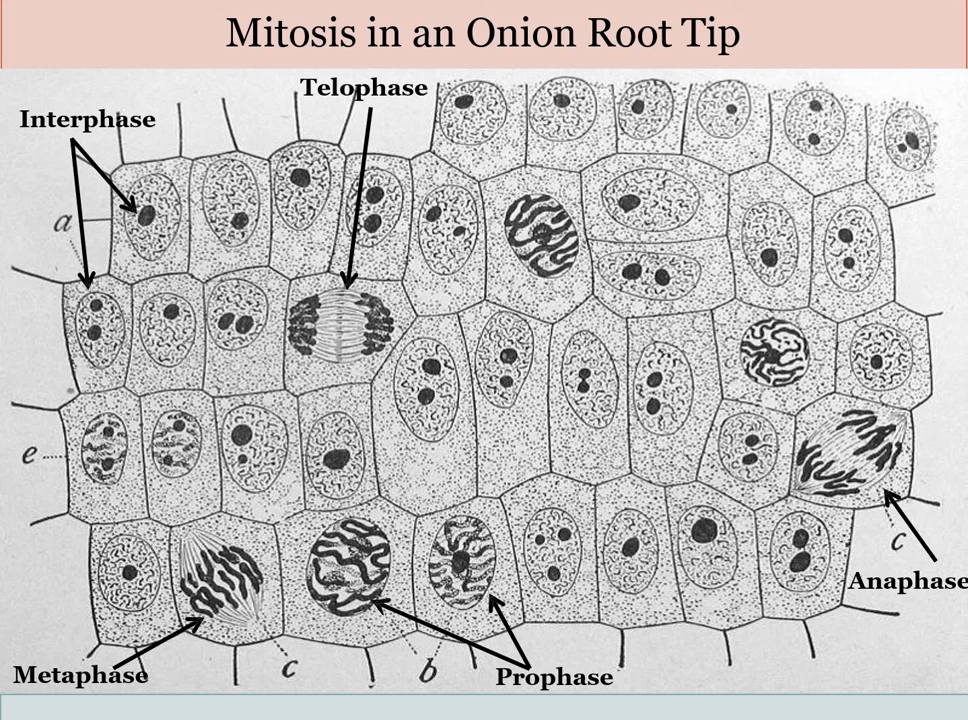 Mitosis in an Onion Root Tip
Telophase
Interphase
a
e
c
Anaphase
Metaphase
c
b
Prophase